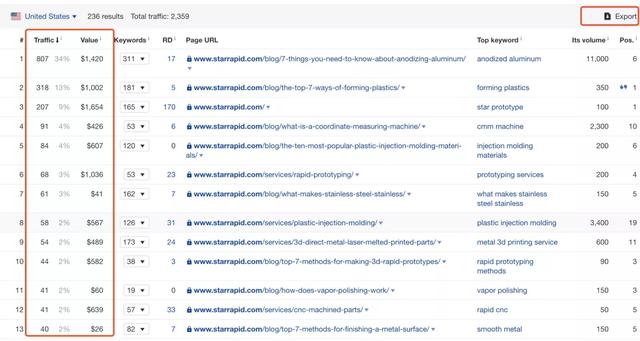 United States 236 results Total traffic: 2,359 Export
# Traffic Value Keywords RD Page URL Top keyword Its volume Pos.
1 807 34% $1,420 311 17 www.starrapid.com/blog/7-things-you-need-to-know-about-anodizing-aluminum/ anodized aluminum 11,000 6
2 318 13% $1,002 181 5 www.starrapid.com/blog/the-top-7-ways-of-forming-plastics/ forming plastics 350 1
3 207 9% $1,654 165 170 www.starrapid.com/ star prototype 100 1
4 91 4% $426 53 6 www.starrapid.com/blog/what-is-a-coordinate-measuring-machine/ cmm machine 2,300 10
5 84 4% $607 120 0 www.starrapid.com/blog/the-ten-most-popular-plastic-injection-molding-materi- injection molding 200 6
als/ materials
6 68 3% $1,036 53 23 www.starrapid.com/services/rapid-prototyping/ prototyping services 200 4
7 61 3% $41 162 7 www.starrapid.com/blog/what-makes-stainless-steel-stainless/ what makes stainless 150 5
steel stainless
8 58 2% $567 126 31 www.starrapid.com/services/plastic-injection-molding/ plastic injection molding 3,400 19
9 54 2% $489 173 24 www.starrapid.com/services/3d-direct-metal-laser-melted-printed-parts/ metal 3d printing service 600 11
10 44 2% $582 38 3 www.starrapid.com/blog/top-7-methods-for-making-3d-rapid-prototypes/ rapid prototyping 90 3
methods
11 41 2% $60 19 0 www.starrapid.com/blog/how-does-vapor-polishing-work/ vapor polishing 150 3
12 41 2% $639 57 33 www.starrapid.com/services/cnc-machined-parts/ rapid cnc 50 5
13 40 2% $26 82 7 www.starrapid.com/blog/top-7-methods-for-finishing-a-metal-surface/ smooth metal 150 5